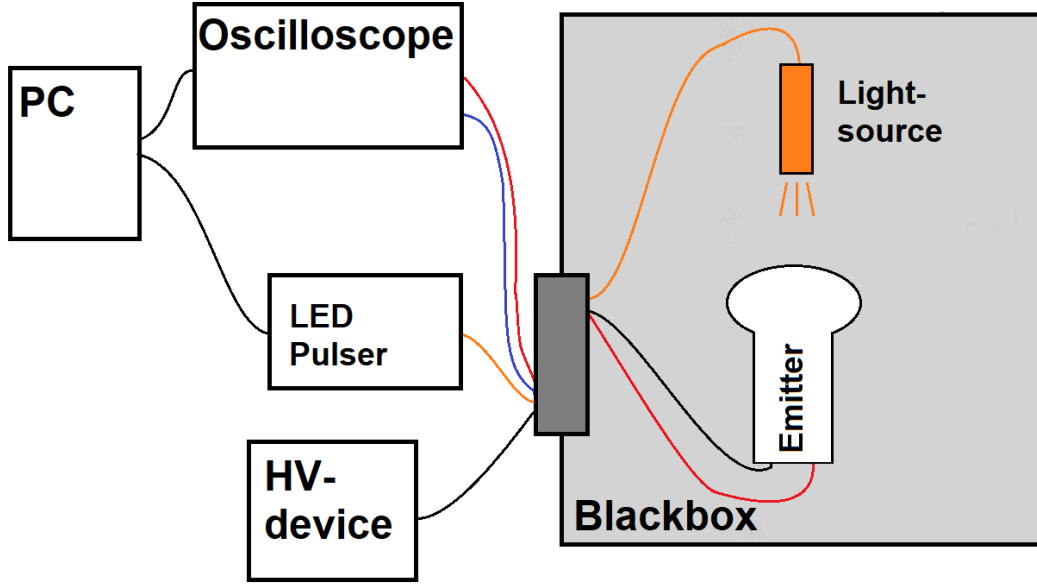 Oscilloscope
PC
Light-
source
LED
Pulser
Emitter
HV-
device
Blackbox